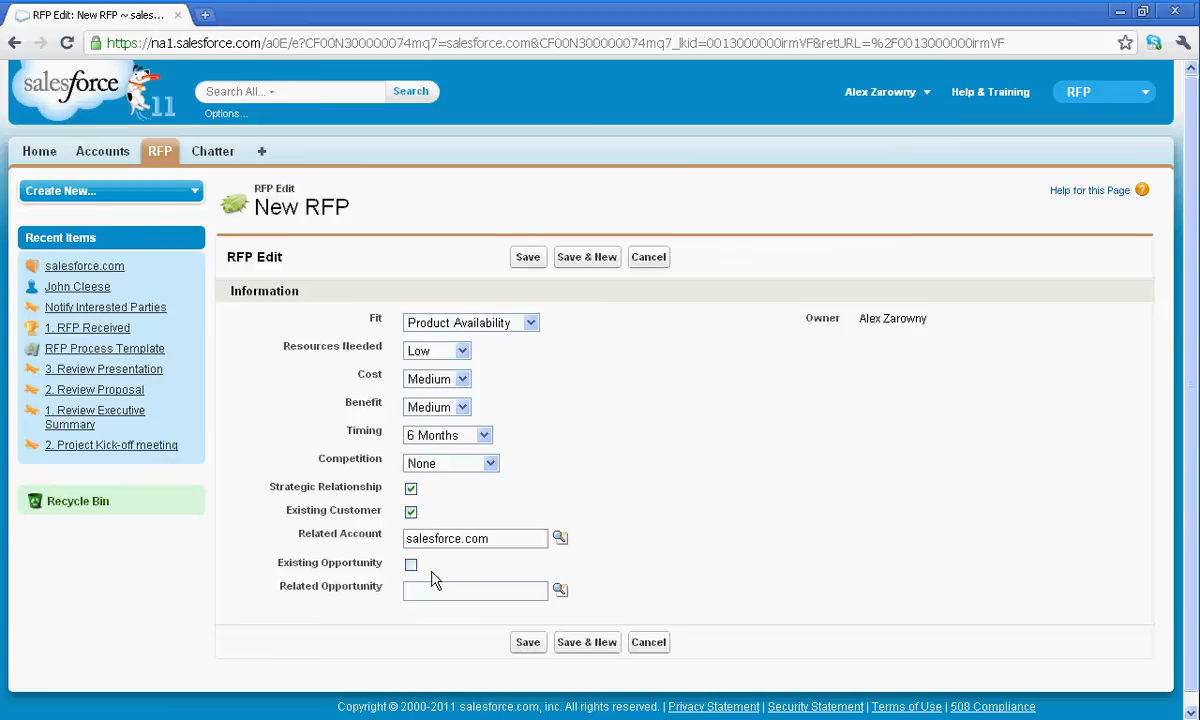 RFP Edit: New RFP ~ sales...
https://na1.salesforce.com/a0E/e?CF00N300000074mq7=salesforce.com&CF00N300000074mq7_lkid=0013000000irmVF&retURL=%2F0013000000irmVF
salesforce
11
Search All...
Search
Options...
Alex Zarowny
Help & Training
RFP
Home
Accounts
RFP
Chatter
+
Create New...
Recent Items
salesforce.com
John Cleese
Notify Interested Parties
1. RFP Received
RFP Process Template
3. Review Presentation
2. Review Proposal
1. Review Executive
Summary
2. Project Kick-off meeting
Recycle Bin
RFP Edit
New RFP
Help for this Page ?
RFP Edit
Save
Save & New
Cancel
Information
Fit Product Availability
Owner Alex Zarowny
Resources Needed Low
Cost Medium
Benefit Medium
Timing 6 Months
Competition None
Strategic Relationship
Existing Customer
Related Account salesforce.com
Existing Opportunity
Related Opportunity
Save
Save & New
Cancel
Copyright © 2000-2011 salesforce.com, inc. All rights reserved. | Privacy Statement | Security Statement | Terms of Use | 508 Compliance